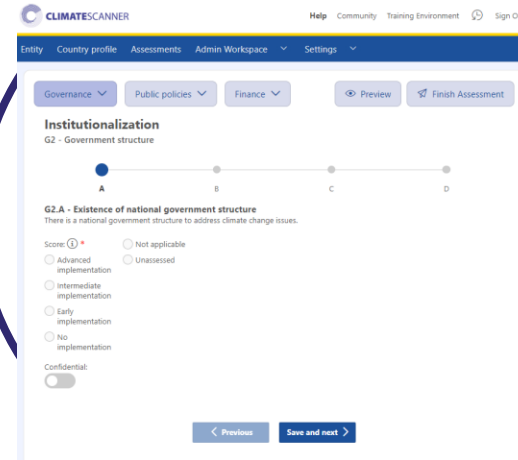 CLIMATESCANNER
Help Community Training Environment Sign O
Entity Country profile Assessments Admin Workspace Settings
Governance Public policies Finance Preview Finish Assessment
Institutionalization
G2 - Government structure
A B C D
G2.A - Existence of national government structure
There is a national government structure to address climate change issues.
Score: i * Not applicable
Advanced Unassessed
implementation
Intermediate
implementation
Early
implementation
No
implementation
Confidential:
Previous Save and next